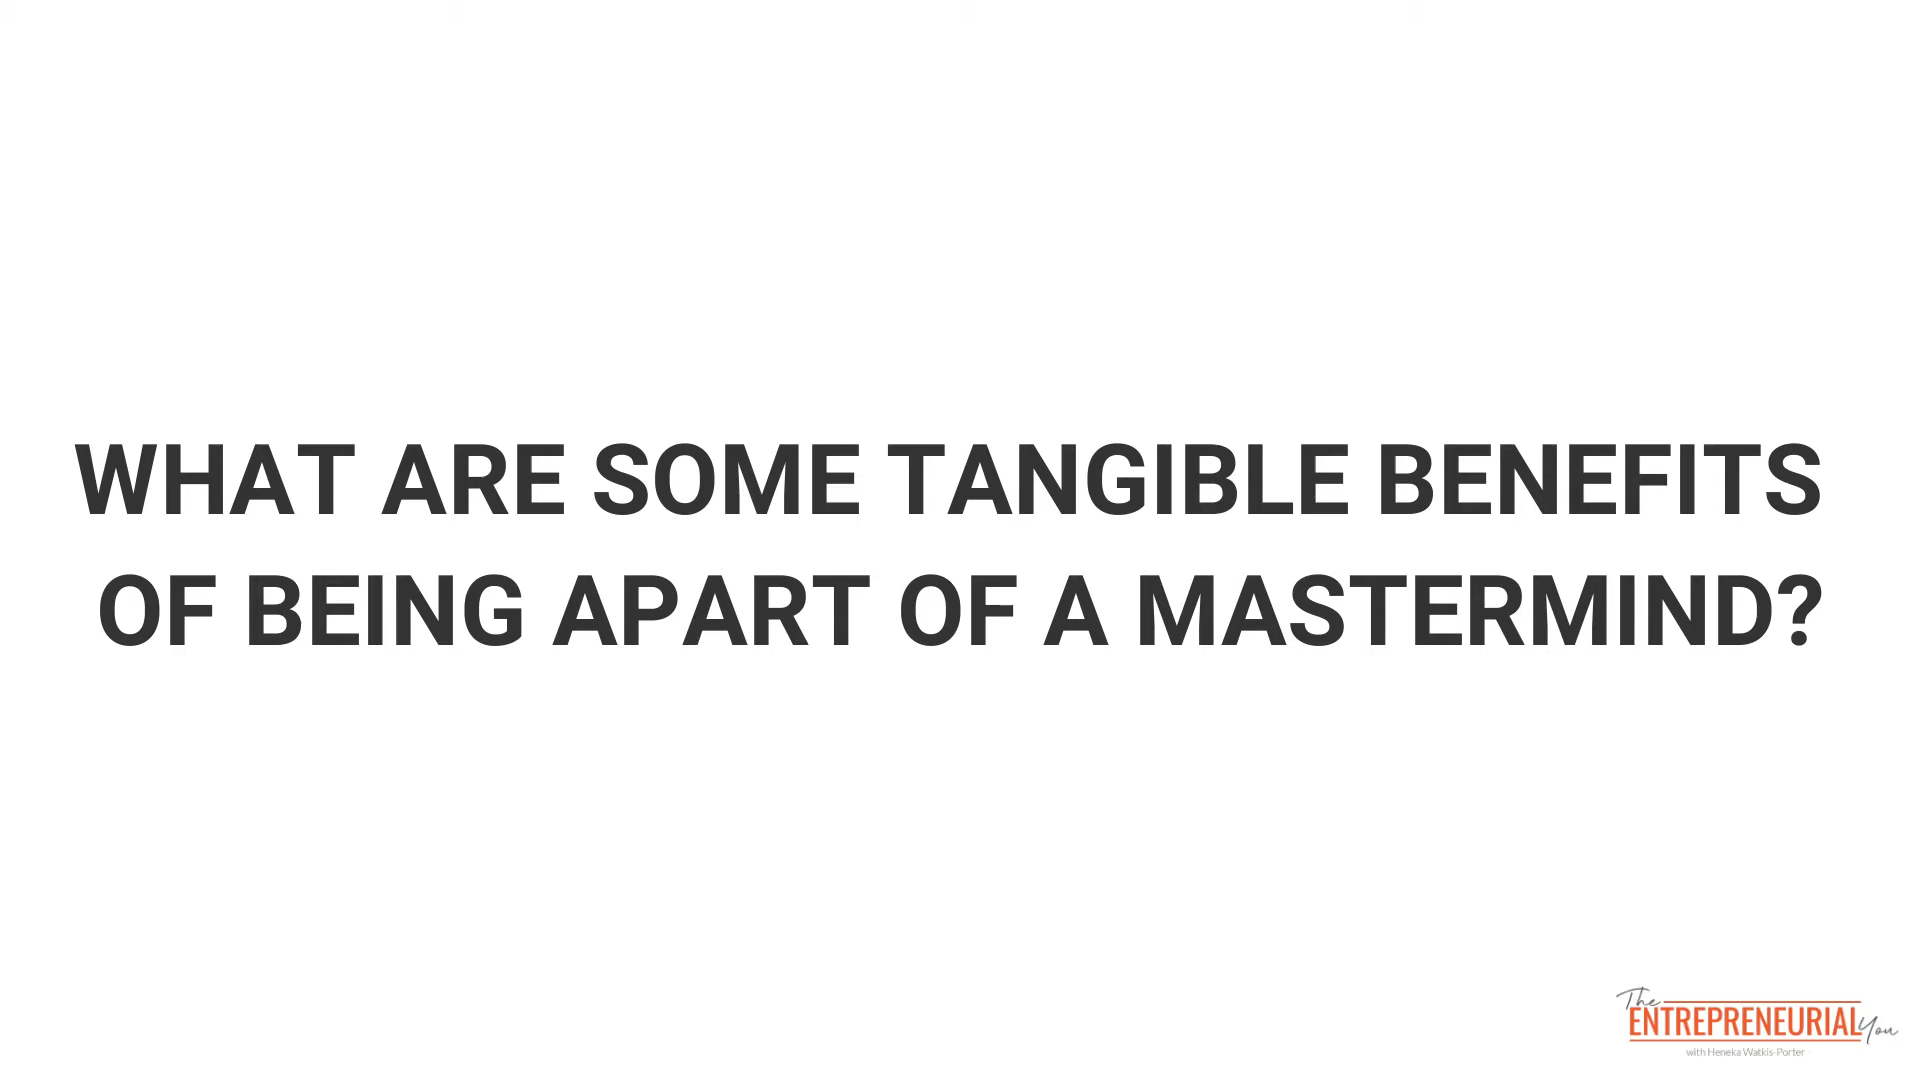 WHAT ARE SOME TANGIBLE BENEFITS
OF BEING APART OF A MASTERMIND?
The
ENTREPRENEURIAL You
with Heneka Watkis-Porter